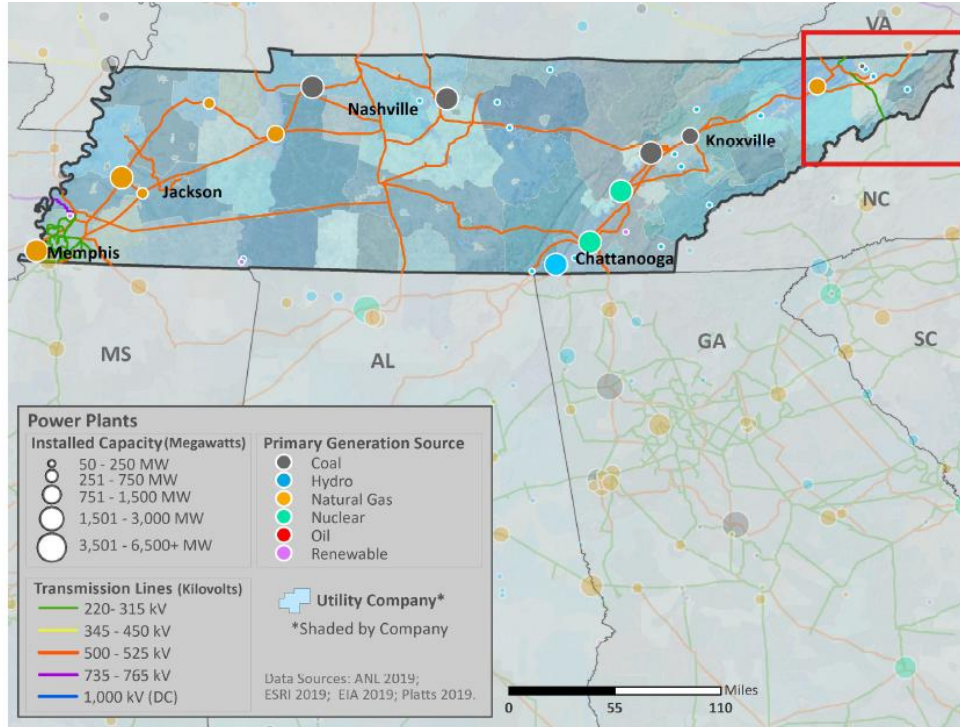 VA
Nashville
Knoxville
Jackson
NC
Memphis
Chattanooga
MS
AL
GA
SC
Power Plants
Installed Capacity (Megawatts)
50 - 250 MW
251 - 750 MW
751 - 1,500 MW
1,501 - 3,000 MW
3,501 - 6,500+ MW
Primary Generation Source
Coal
Hydro
Natural Gas
Nuclear
Oil
Renewable
Transmission Lines (Kilovolts)
220- 315 kV
345 - 450 kV
500 - 525 kV
735 - 765 kV
1,000 kV (DC)
Utility Company*
*Shaded by Company
Data Sources: ANL 2019;
ESRI 2019; EIA 2019; Platts 2019.
Miles
0 55 110